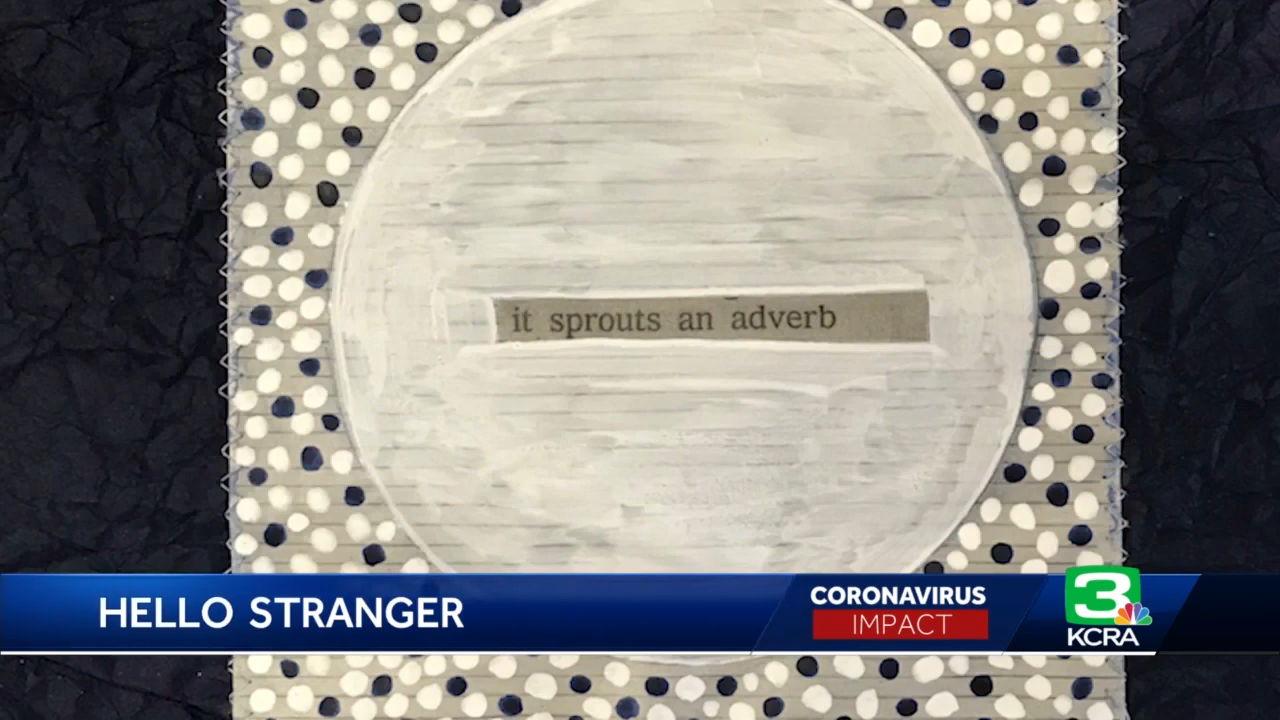 it sprouts an adverb
HELLO STRANGER
CORONAVIRUS
IMPACT
3
KCRA